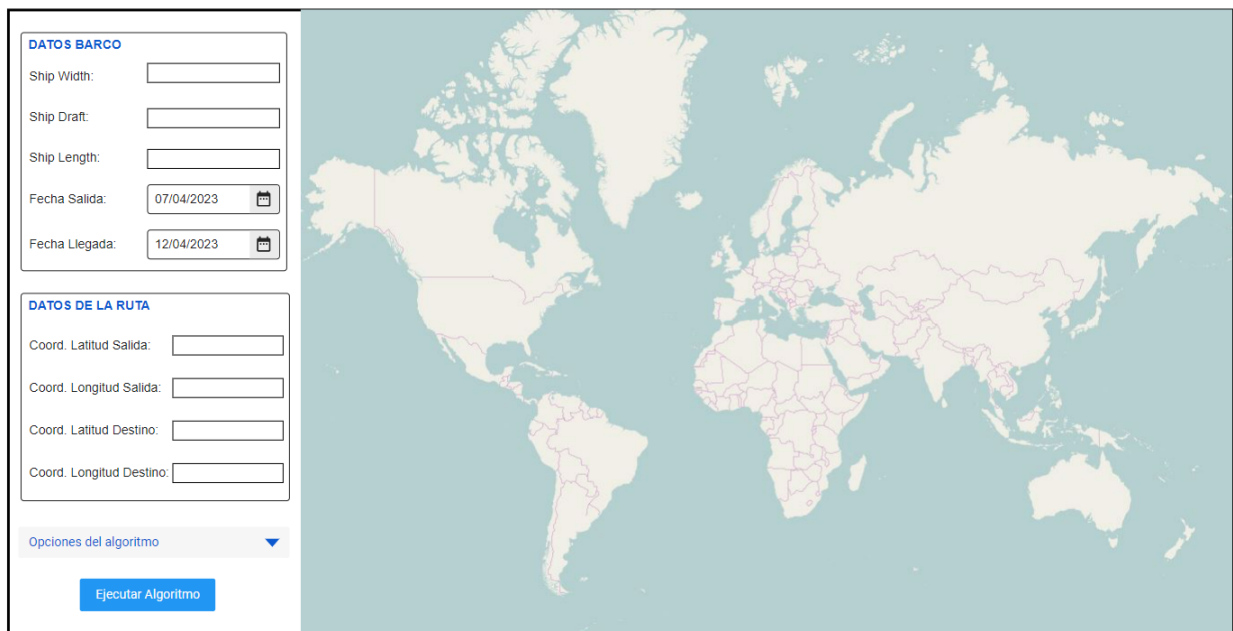 DATOS BARCO
Ship Width:
Ship Draft:
Ship Length:
Fecha Salida: 07/04/2023
Fecha Llegada: 12/04/2023
DATOS DE LA RUTA
Coord. Latitud Salida:
Coord. Longitud Salida:
Coord. Latitud Destino:
Coord. Longitud Destino:
Opciones del algoritmo
Ejecutar Algoritmo